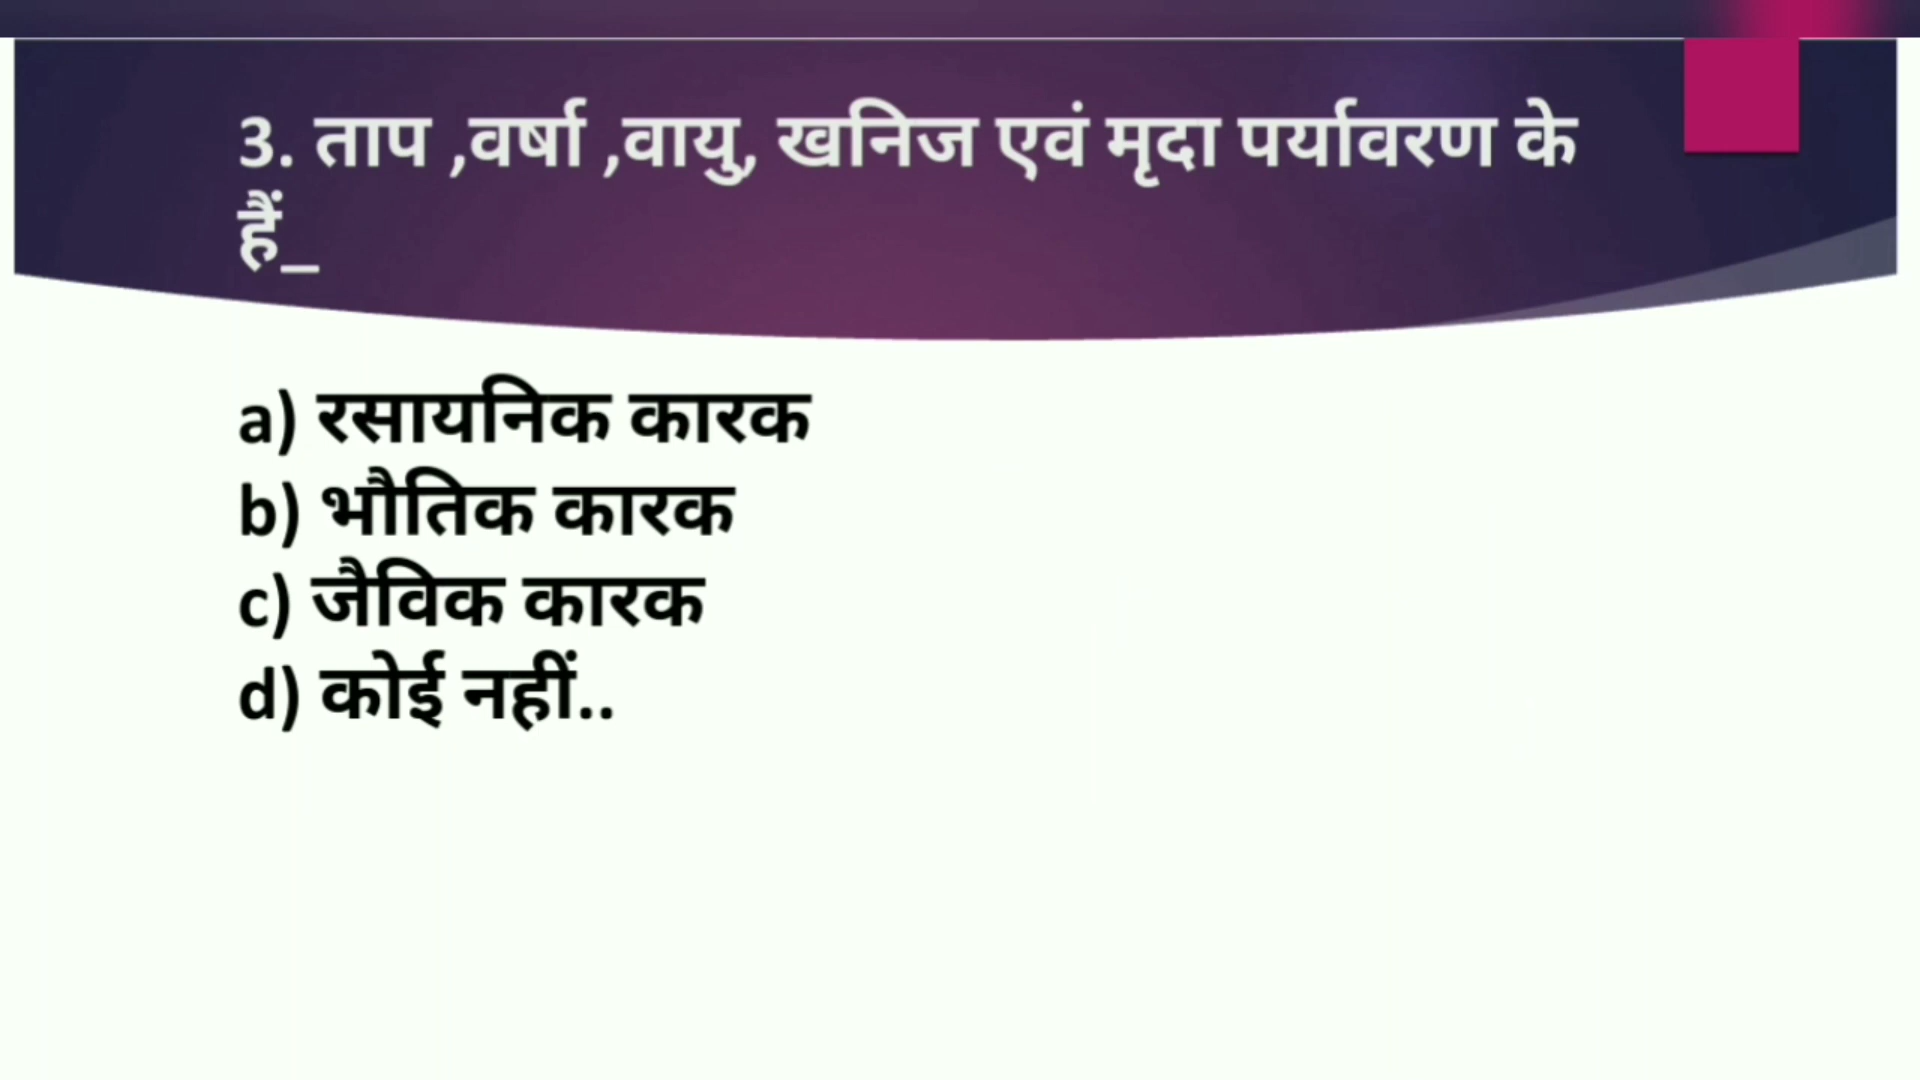 3. ताप ,वर्षा ,वायु, खनिज एवं मृदा पर्यावरण के
हैं_
a) रसायनिक कारक
b) भौतिक कारक
c) जैविक कारक
d) कोई नहीं..